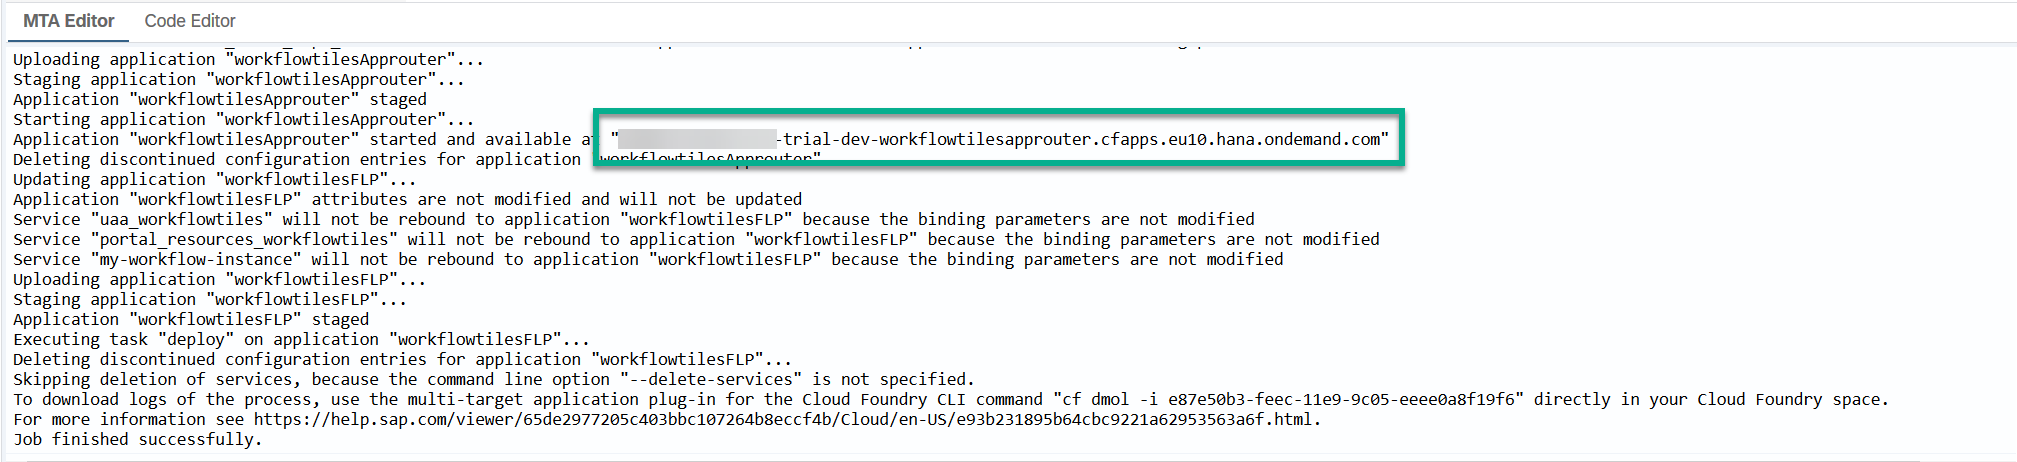 MTA Editor Code Editor
Uploading application "workflowtilesApprouter"...
Staging application "workflowtilesApprouter"...
Application "workflowtilesApprouter" staged
Starting application "workflowtilesApprouter"...
Application "workflowtilesApprouter" started and available at "-trial-dev-workflowtilesapprouter.cfapps.eu10.hana.ondemand.com"
Deleting discontinued configuration entries for application "workflowtilesApprouter"
Updating application "workflowtilesFLP"...
Application "workflowtilesFLP" attributes are not modified and will not be updated
Service "uaa_workflowtiles" will not be rebound to application "workflowtilesFLP" because the binding parameters are not modified
Service "portal_resources_workflowtiles" will not be rebound to application "workflowtilesFLP" because the binding parameters are not modified
Service "my-workflow-instance" will not be rebound to application "workflowtilesFLP" because the binding parameters are not modified
Uploading application "workflowtilesFLP"...
Staging application "workflowtilesFLP"...
Application "workflowtilesFLP" staged
Executing task "deploy" on application "workflowtilesFLP"...
Deleting discontinued configuration entries for application "workflowtilesFLP"...
Skipping deletion of services, because the command line option "--delete-services" is not specified.
To download logs of the process, use the multi-target application plug-in for the Cloud Foundry CLI command "cf dmol -i e87e50b3-feec-11e9-9c05-eeee0a8f19f6" directly in your Cloud Foundry space.
For more information see https://help.sap.com/viewer/65de2977205c403bbc107264b8eccf4b/Cloud/en-US/e93b231895b64cbc9221a62953563a6f.html.
Job finished successfully.